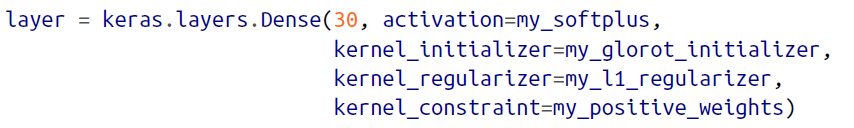 layer = keras.layers.Dense(30, activation=my_softplus,
                           kernel_initializer=my_glorot_initializer,
                           kernel_regularizer=my_l1_regularizer,
                           kernel_constraint=my_positive_weights)